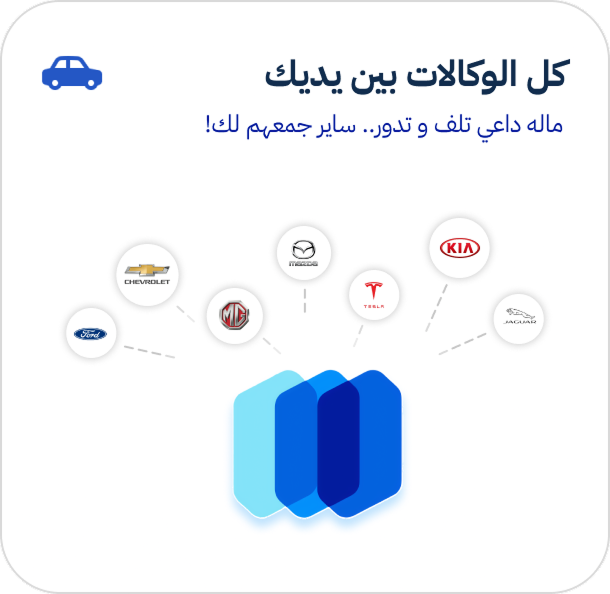 كل الوكالات بين يديك
ماله داعي تلف و تدور.. ساير جمعهم لك!
KIA
mazda
CHEVROLET
TESLA
MG
JAGUAR
Ford